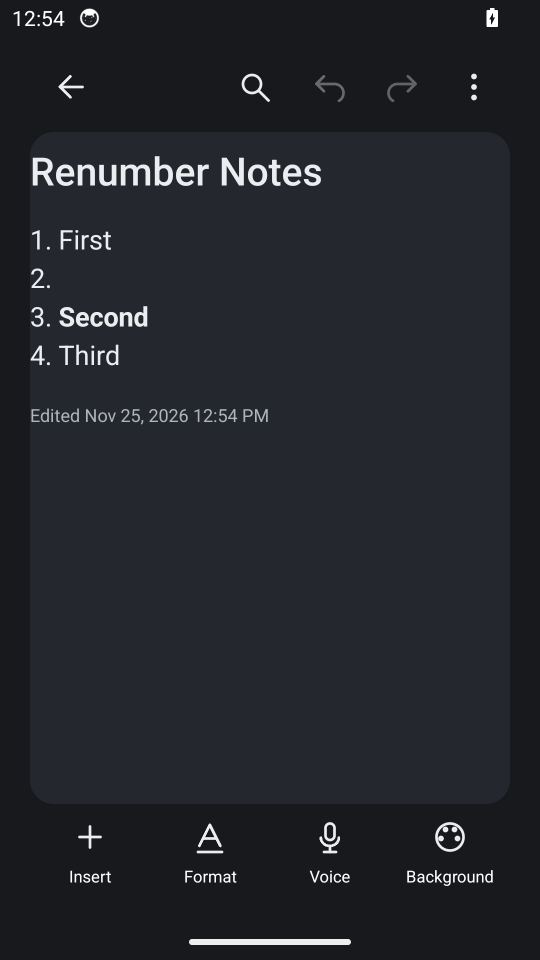 12:54
Renumber Notes
1. First
2.
3. Second
4. Third
Edited Nov 25, 2026 12:54 PM
Insert Format Voice Background